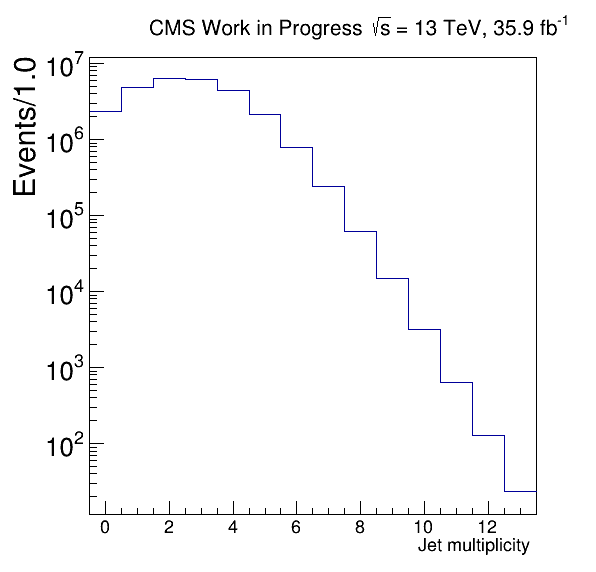 CMS Work in Progress √s = 13 TeV, 35.9 fb⁻¹
Events/1.0
10⁷
10⁶
10⁵
10⁴
10³
10²
0 2 4 6 8 10 12
Jet multiplicity